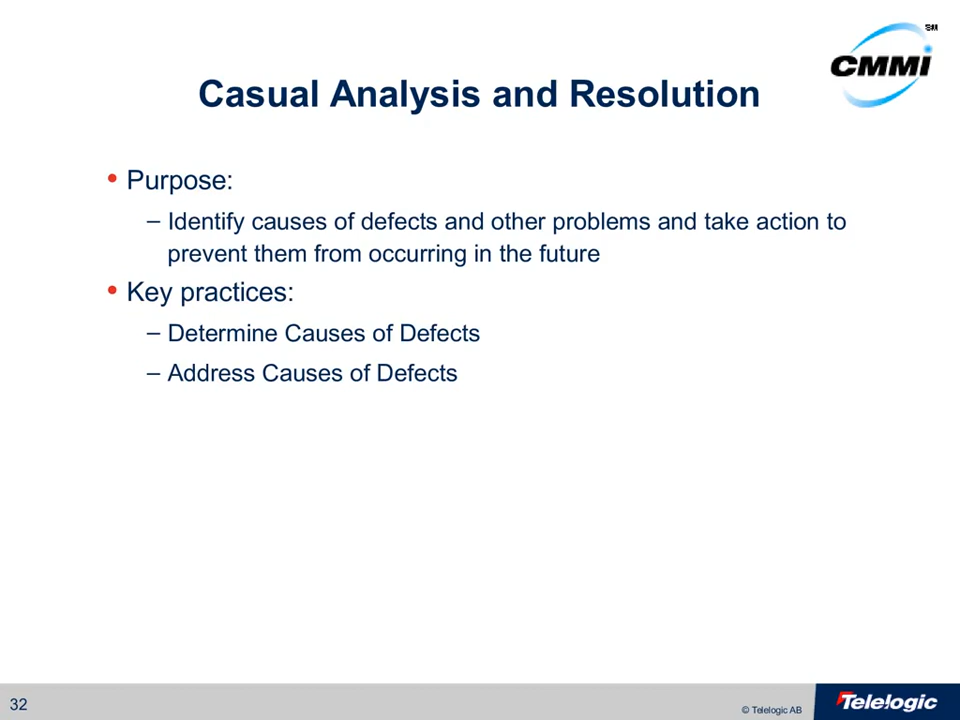 SM
CMMI
Casual Analysis and Resolution
• Purpose:
– Identify causes of defects and other problems and take action to
prevent them from occurring in the future
• Key practices:
– Determine Causes of Defects
– Address Causes of Defects
32
© Telelogic AB
Telelogic